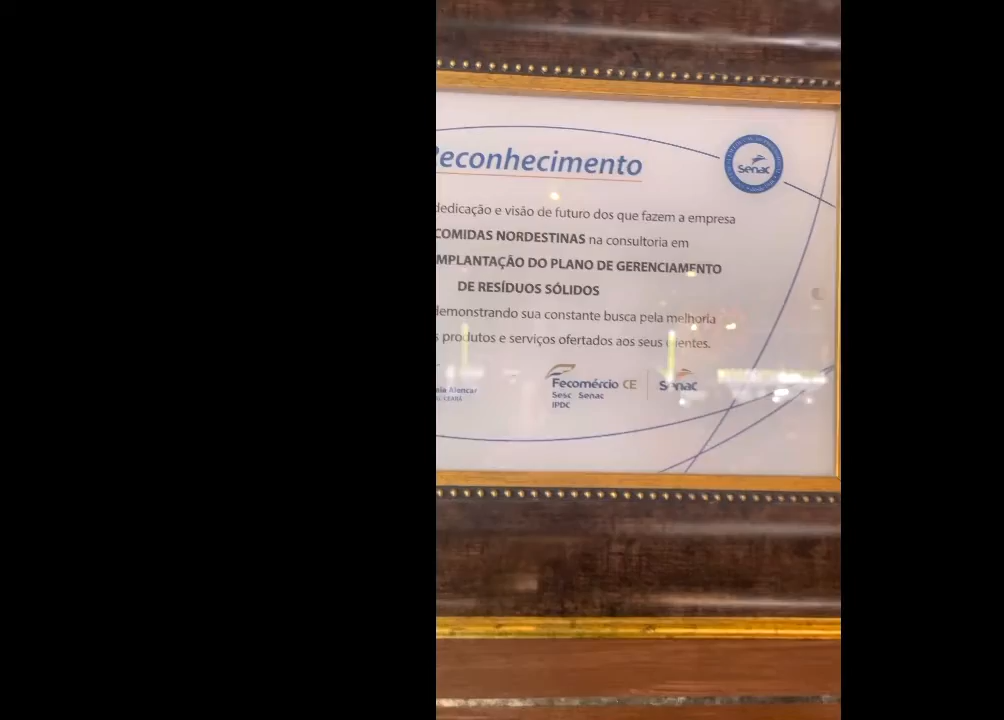 Reconhecimento
Senac
dedicação e visão de futuro dos que fazem a empresa
COMIDAS NORDESTINAS na consultoria em
IMPLANTAÇÃO DO PLANO DE GERENCIAMENTO
DE RESÍDUOS SÓLIDOS
demonstrando sua constante busca pela melhoria
s produtos e serviços ofertados aos seus clientes.
Alencar
Fecomércio CE
Sesc Senac
IPDC
Senac